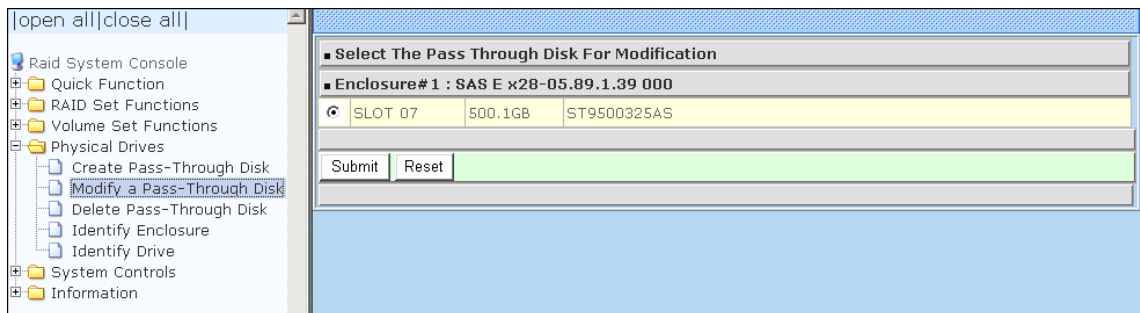 |open all|close all|
Raid System Console
Quick Function
RAID Set Functions
Volume Set Functions
Physical Drives
Create Pass-Through Disk
Modify a Pass-Through Disk
Delete Pass-Through Disk
Identify Enclosure
Identify Drive
System Controls
Information
Select The Pass Through Disk For Modification
Enclosure#1 : SAS E x28-05.89.1.39 000
SLOT 07 500.1GB ST9500325AS
Submit Reset